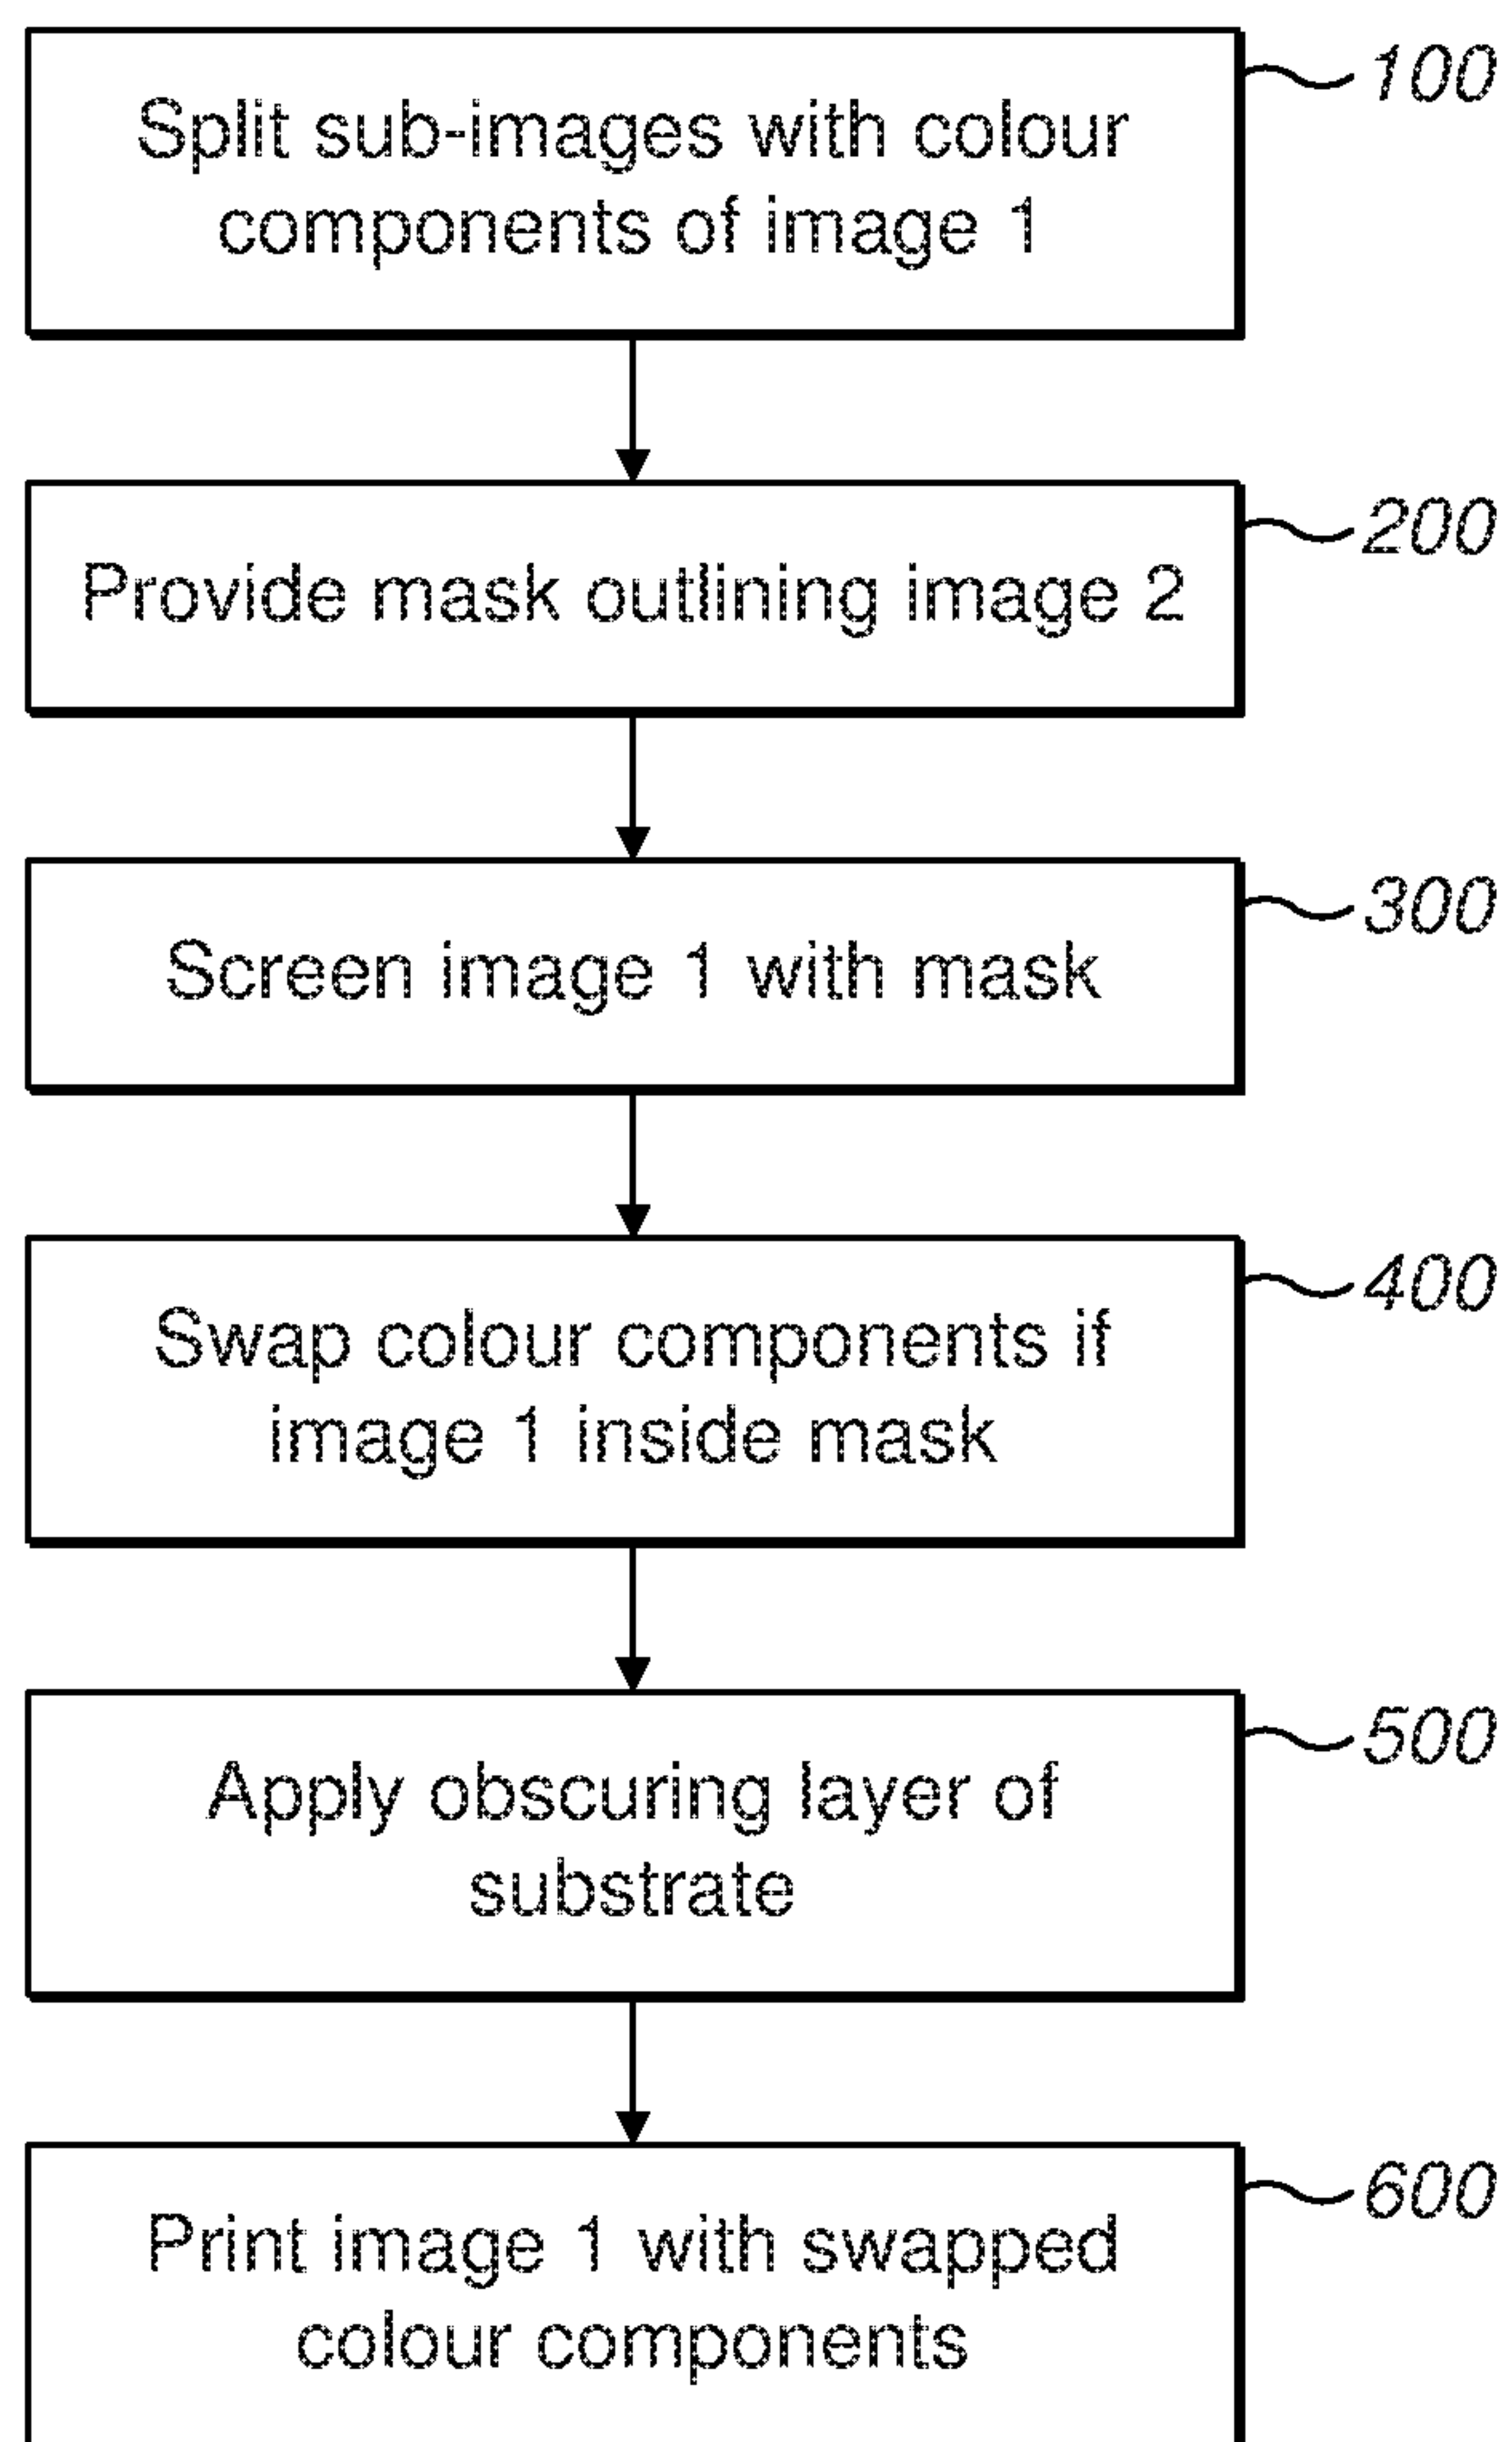 100
Split sub-images with colour
components of image 1
200
Provide mask outlining image 2
300
Screen image 1 with mask
400
Swap colour components if
image 1 inside mask
500
Apply obscuring layer of
substrate
600
Print image 1 with swapped
colour components